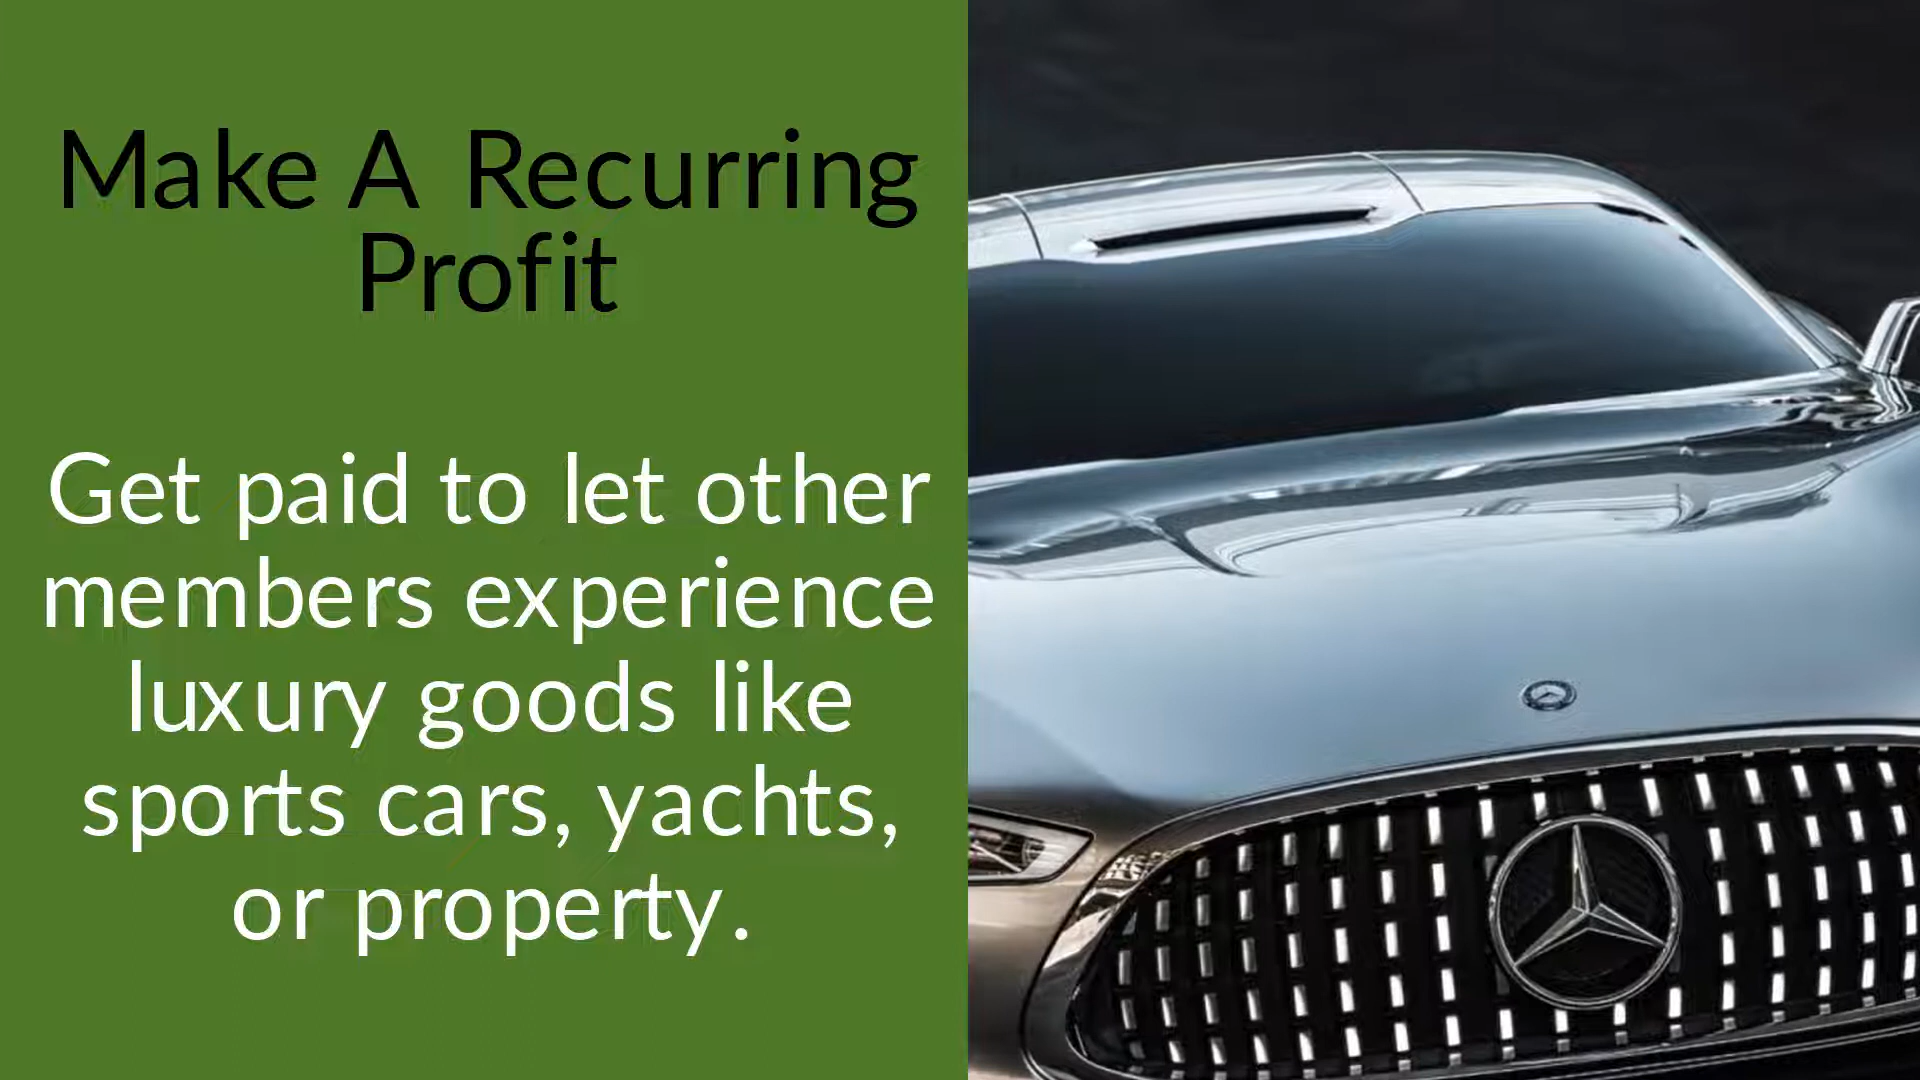 Make A Recurring
Profit
Get paid to let other
members experience
luxury goods like
sports cars, yachts,
or property.